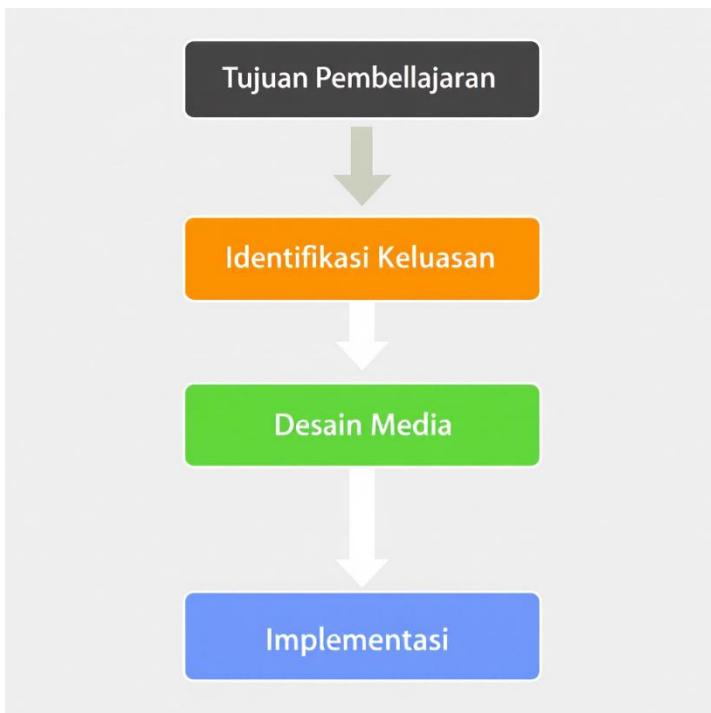 Tujuan Pembellajaran
Identifikasi Keluasan
Desain Media
Implementasi